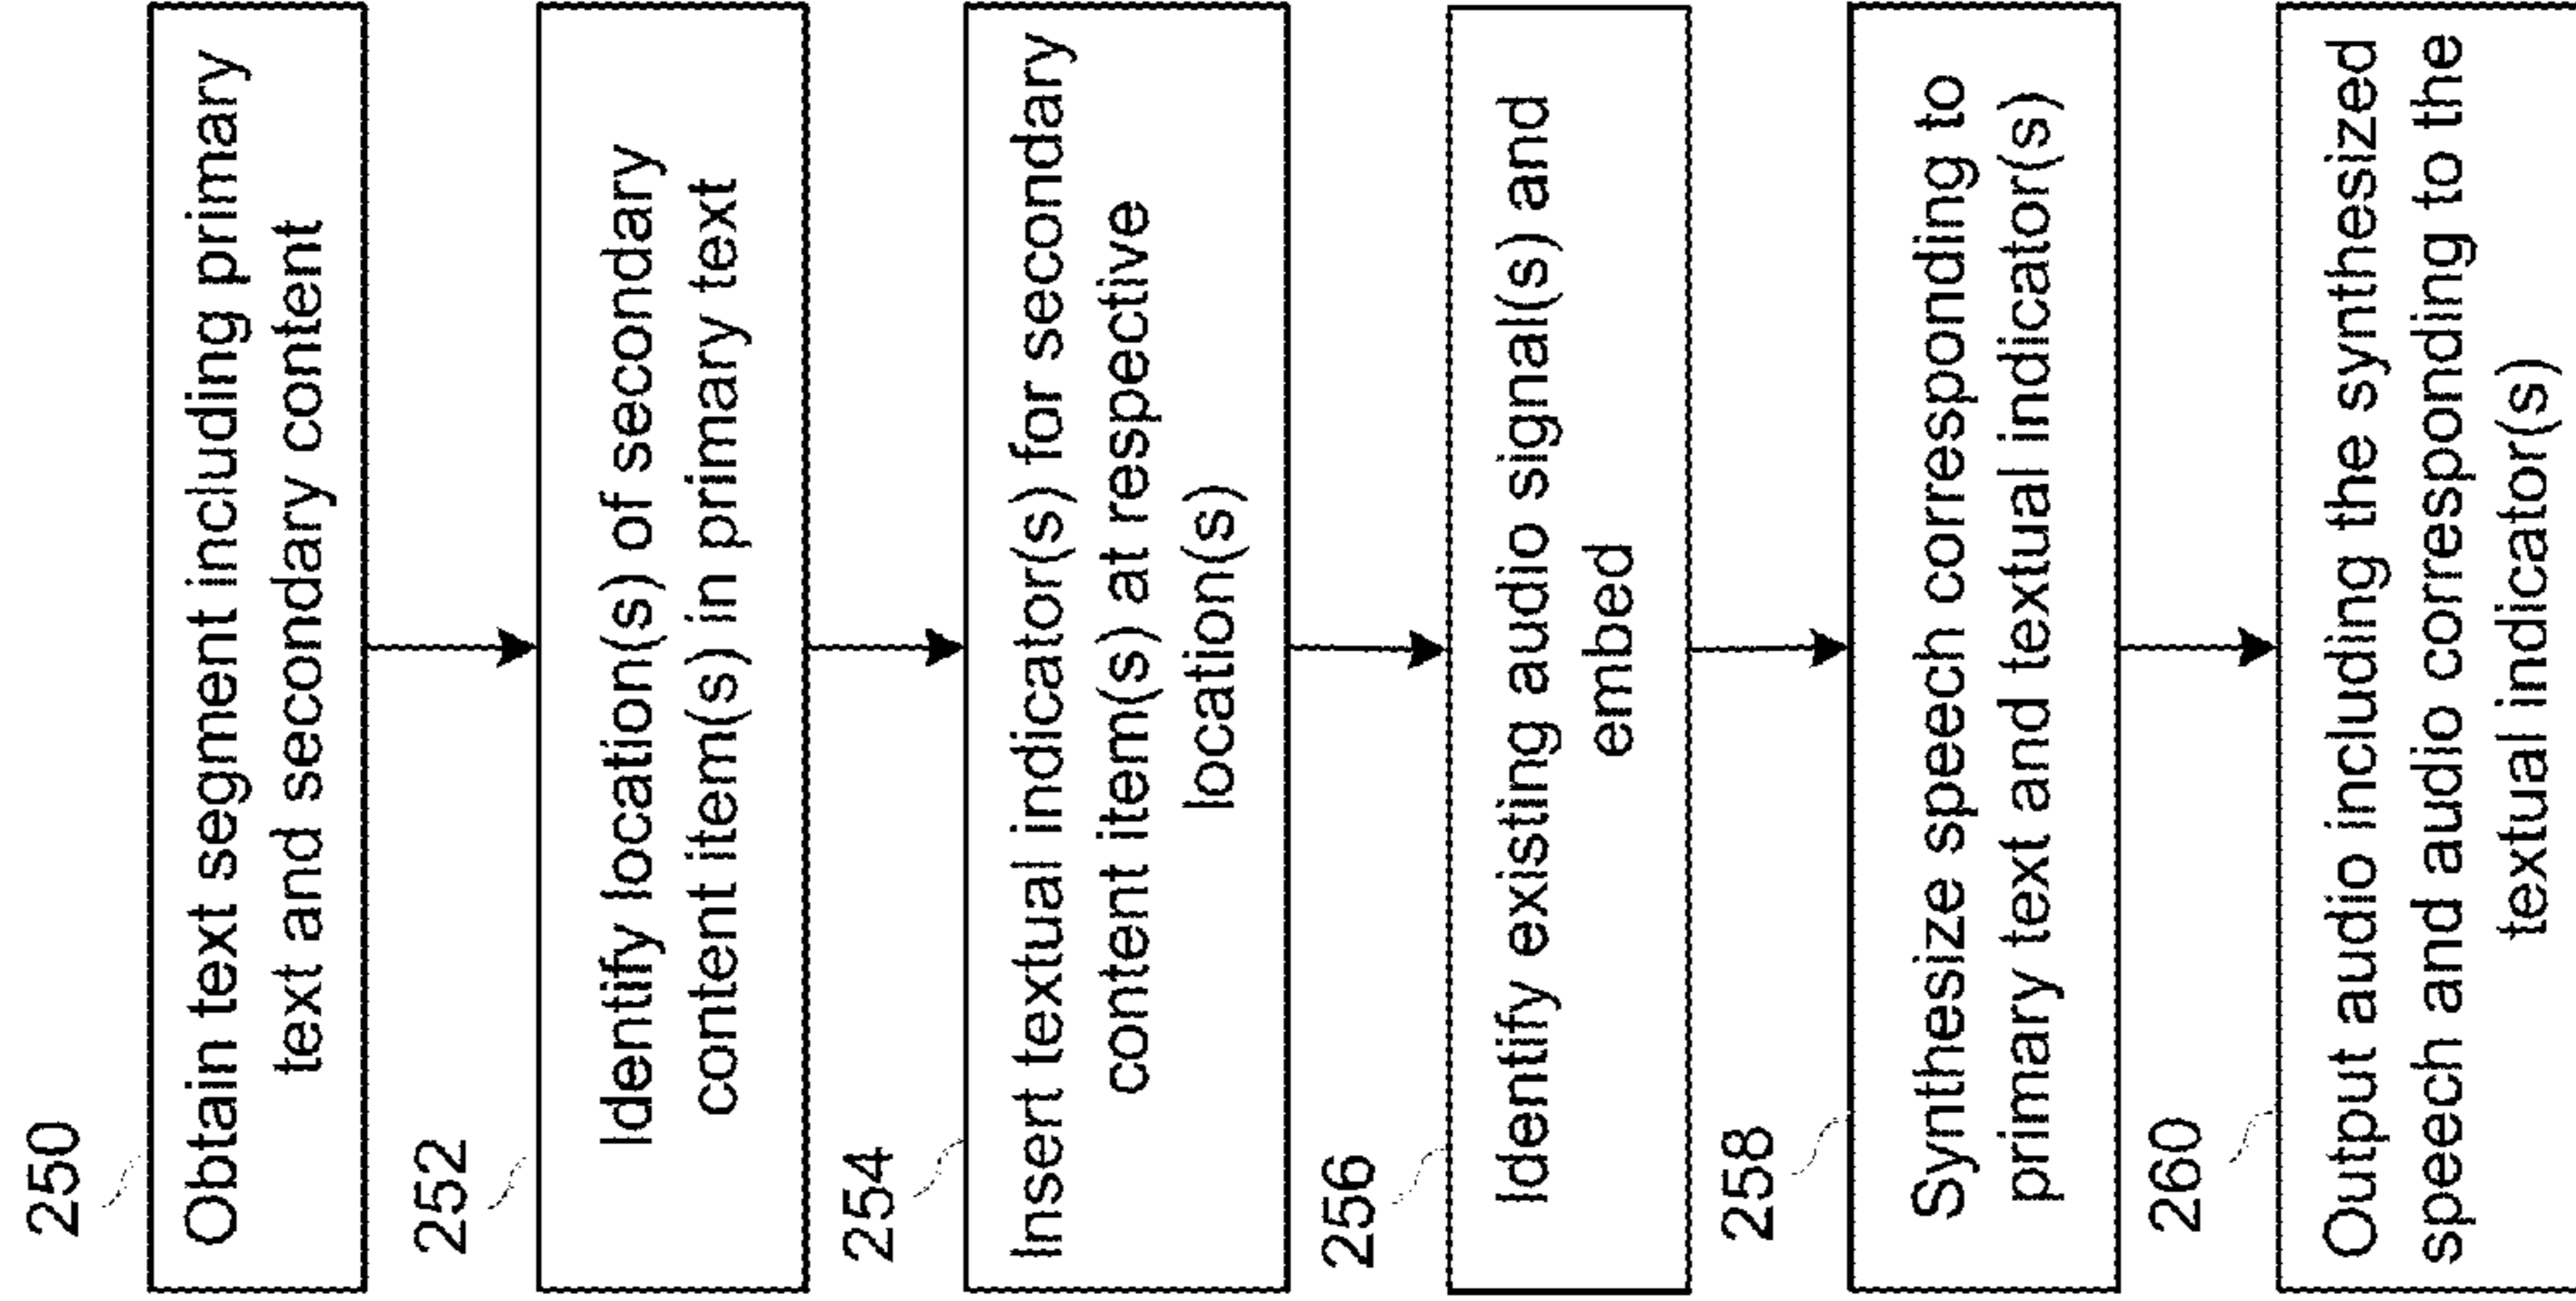 250
Obtain text segment including primary
text and secondary content
252
Identify location(s) of secondary
content item(s) in primary text
254
Insert textual indicator(s) for secondary
content item(s) at respective
location(s)
256
Identify existing audio signal(s) and
embed
258
Synthesize speech corresponding to
primary text and textual indicator(s)
260
Output audio including the synthesized
speech and audio corresponding to the
textual indicator(s)